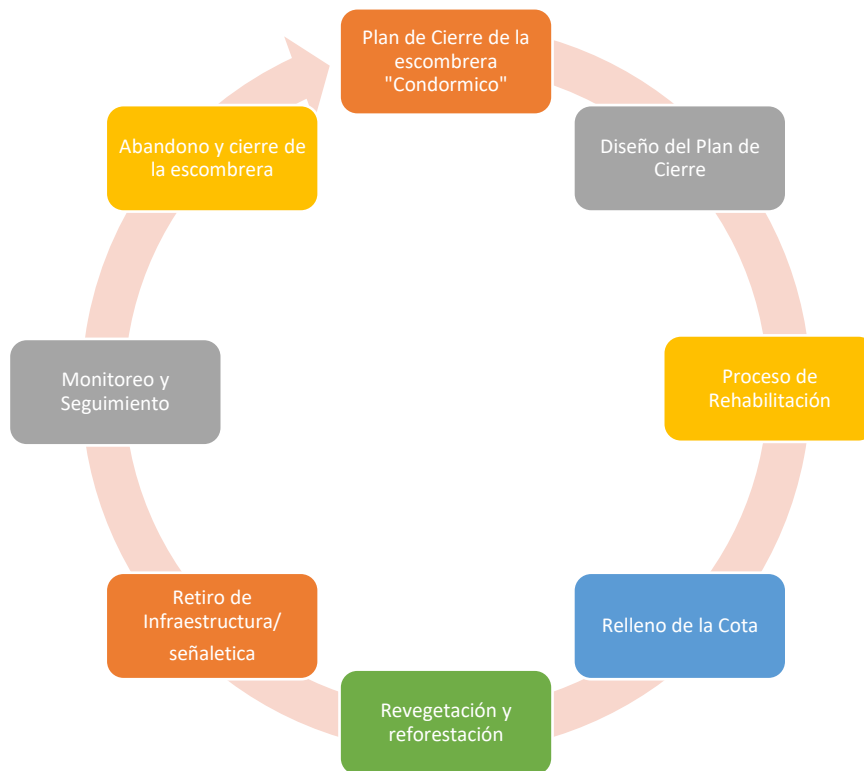 Plan de Cierre de la
escombrera
"Condormico"
Diseño del Plan de
Cierre
Proceso de
Rehabilitación
Relleno de la Cota
Revegetación y
reforestación
Retiro de
Infraestructura/
señaletica
Monitoreo y
Seguimiento
Abandono y cierre de
la escombrera